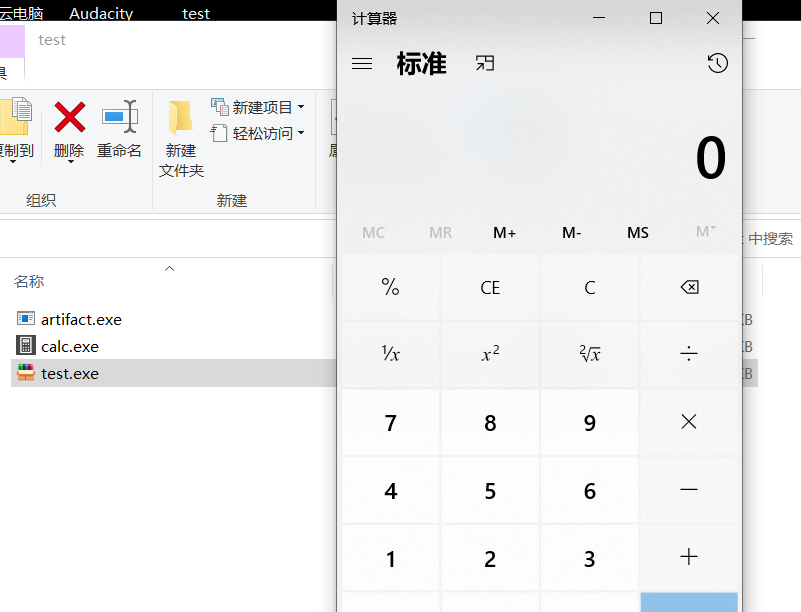 云电脑 Audacity test
test
计算器
标准
具
复制到 删除 重命名 新建 文件夹
新建项目
轻松访问
组织 新建
0
MC MR M+ M- MS M
中搜索
名称
% CE C
artifact.exe
calc.exe
test.exe
KB
KB
KB
¹/x x² ²√x ÷
7 8 9 ×
4 5 6 −
1 2 3 +